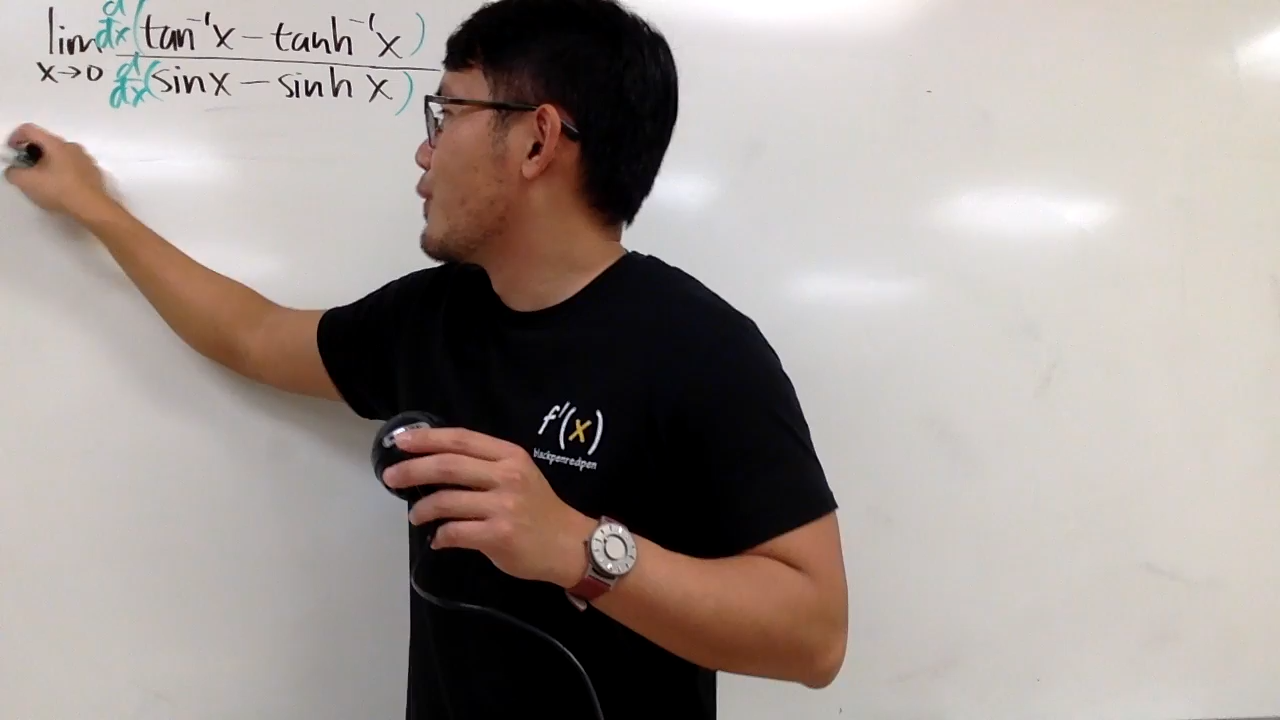 lim d/dx (tan⁻¹x − tanh⁻¹x)
x→0 d/dx (sin x − sinh x)
f'(x)
blackpenredpen